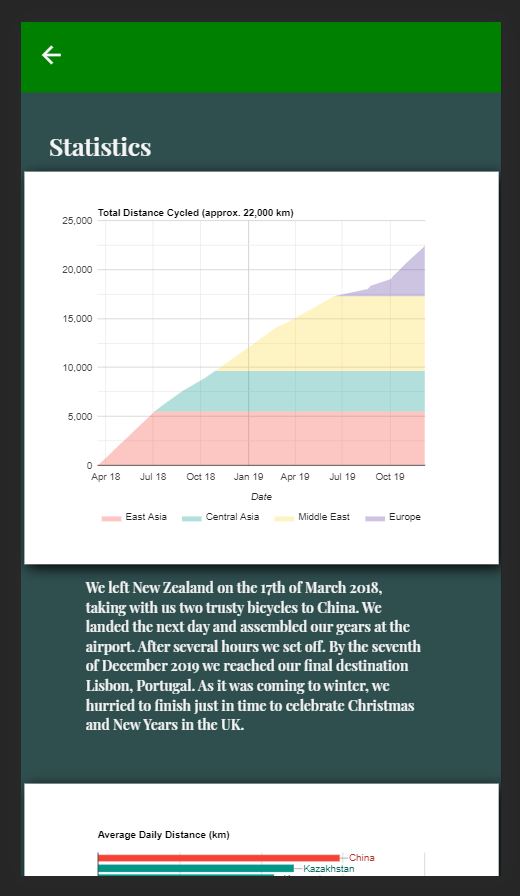 Statistics
Total Distance Cycled (approx. 22,000 km)
25,000
20,000
15,000
10,000
5,000
0
Apr 18 Jul 18 Oct 18 Jan 19 Apr 19 Jul 19 Oct 19
Date
East Asia Central Asia Middle East Europe
We left New Zealand on the 17th of March 2018,
taking with us two trusty bicycles to China. We
landed the next day and assembled our gears at the
airport. After several hours we set off. By the seventh
of December 2019 we reached our final destination
Lisbon, Portugal. As it was coming to winter, we
hurried to finish just in time to celebrate Christmas
and New Years in the UK.
Average Daily Distance (km)
China
Kazakhstan